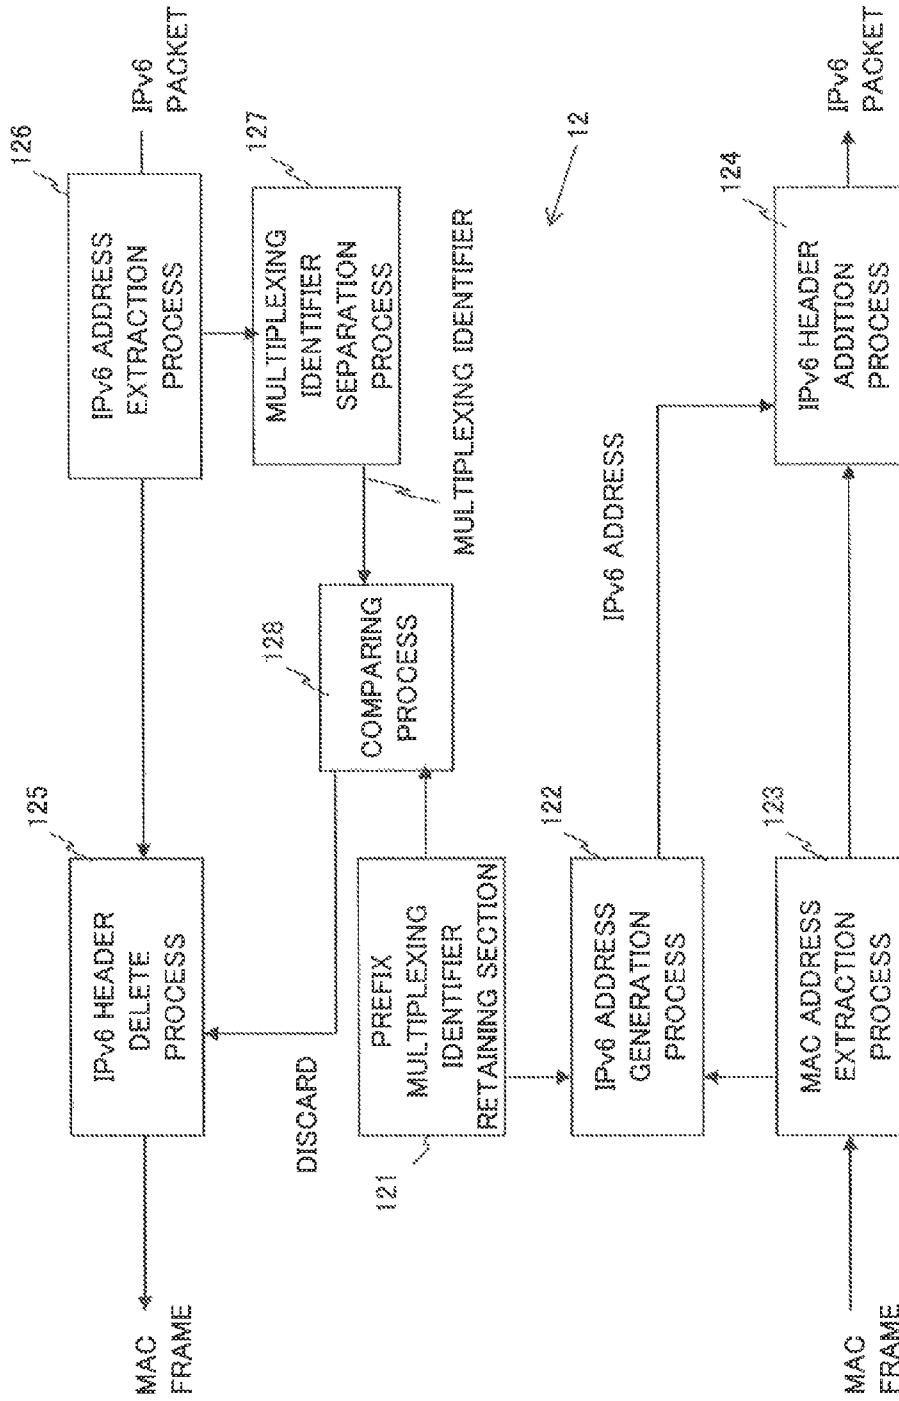 MAC
FRAME
IPv6 HEADER
DELETE
PROCESS
125
IPv6 ADDRESS
EXTRACTION
PROCESS
126
IPv6
PACKET
DISCARD
MULTIPLEXING
IDENTIFIER
SEPARATION
PROCESS
127
MULTIPLEXING IDENTIFIER
COMPARING
PROCESS
128
PREFIX
MULTIPLEXING
IDENTIFIER
RETAINING SECTION
121
12
IPv6 ADDRESS
GENERATION
PROCESS
122
IPv6 ADDRESS
MAC
FRAME
MAC ADDRESS
EXTRACTION
PROCESS
123
IPv6 HEADER
ADDITION
PROCESS
124
IPv6
PACKET